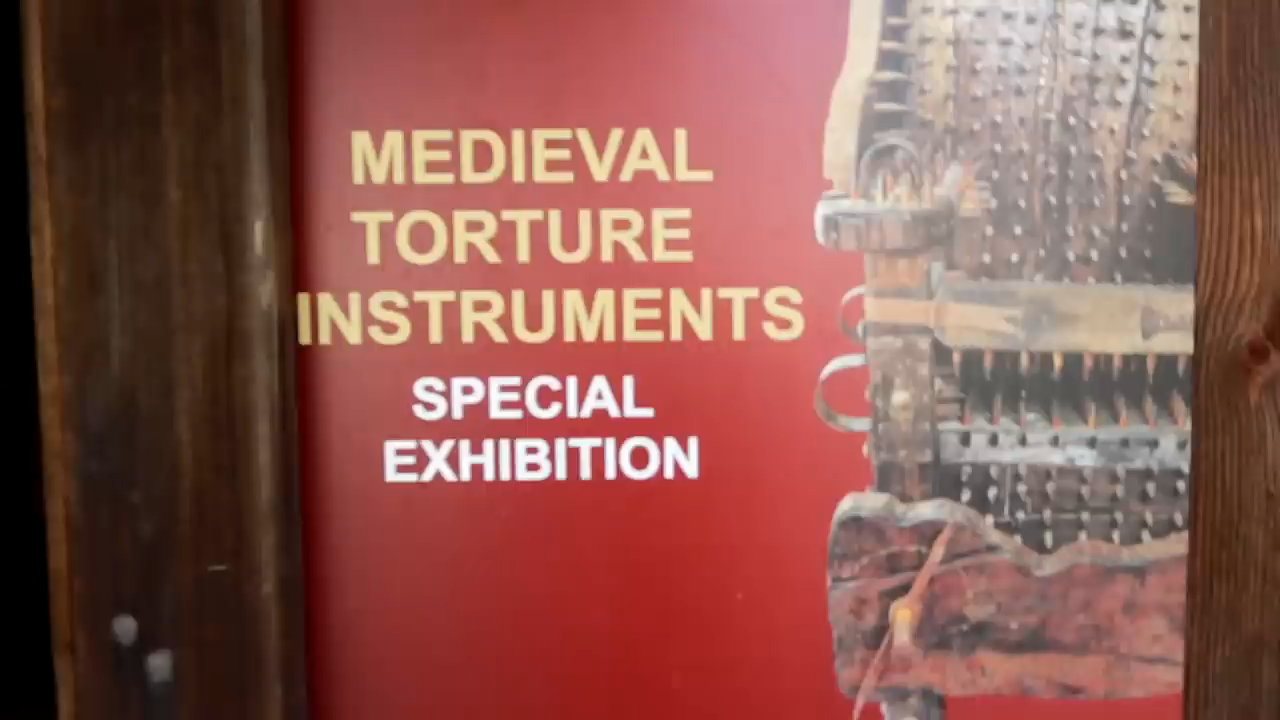 MEDIEVAL
TORTURE
INSTRUMENTS
SPECIAL
EXHIBITION